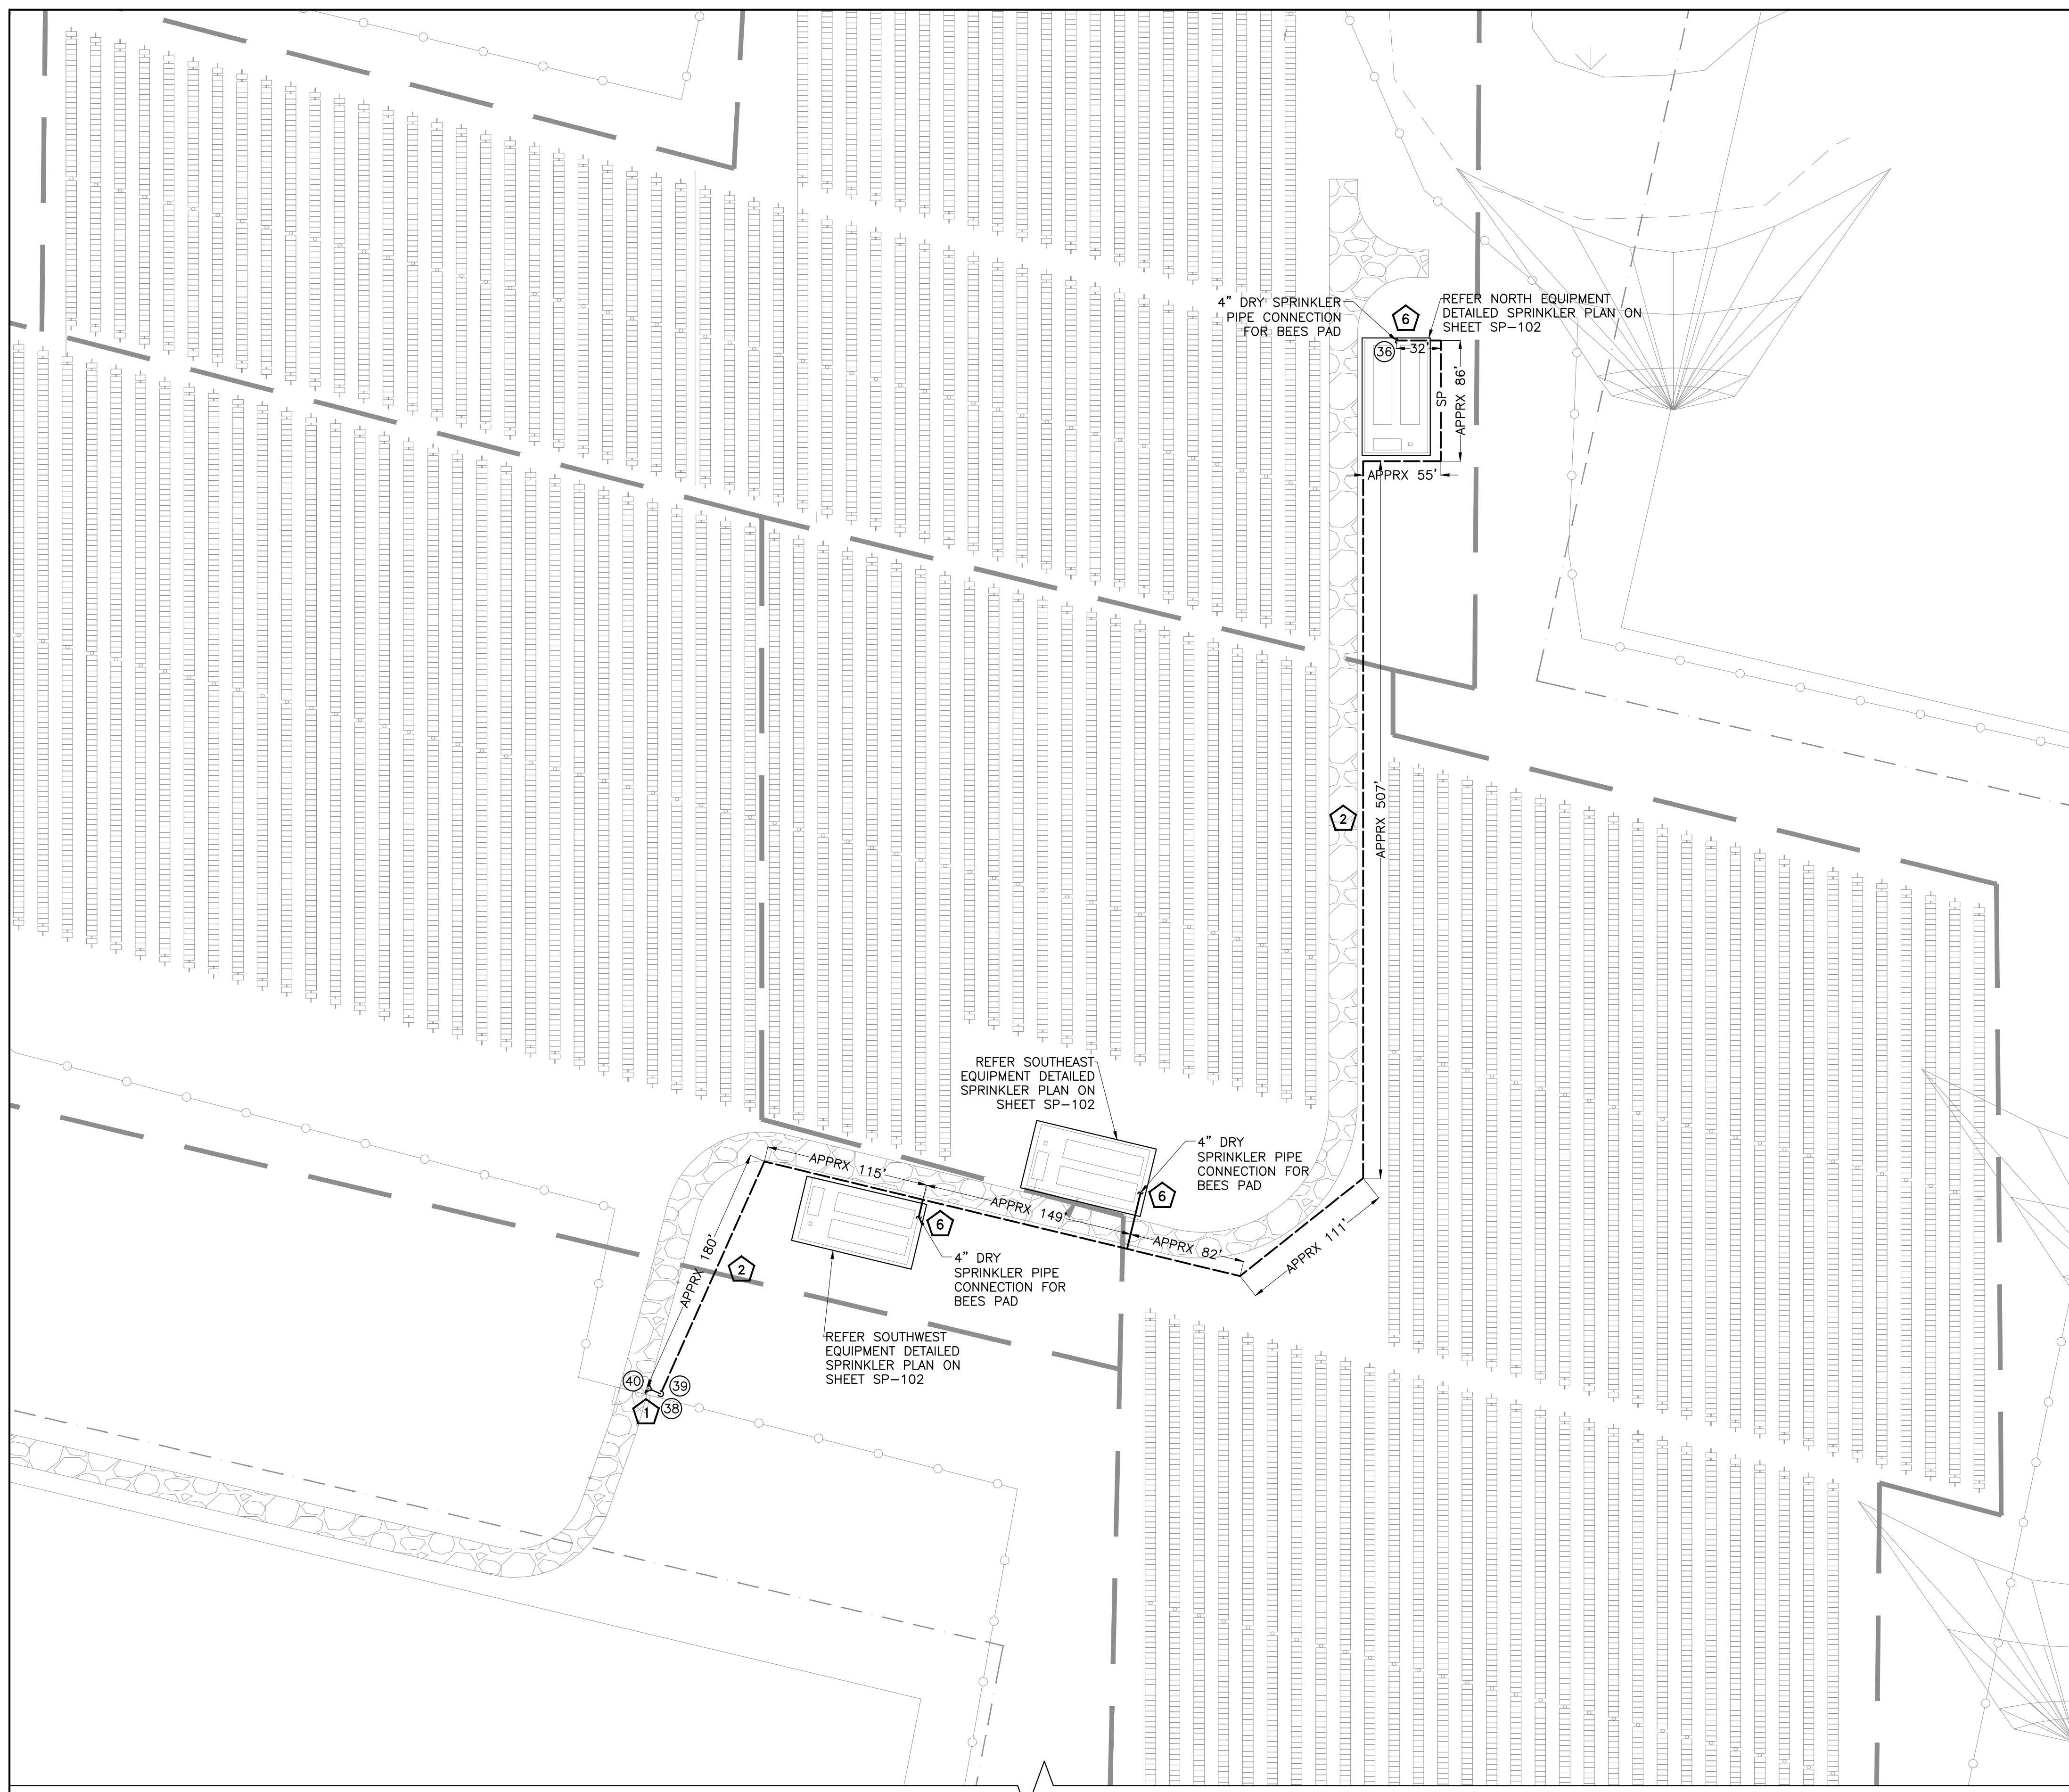 4" DRY SPRINKLER
PIPE CONNECTION
FOR BEES PAD
6
REFER NORTH EQUIPMENT
DETAILED SPRINKLER PLAN ON
SHEET SP-102
36
32'
SP
APPRX 86'
APPRX 55'
2
APPRX 507'
REFER SOUTHEAST
EQUIPMENT DETAILED
SPRINKLER PLAN ON
SHEET SP-102
4" DRY
SPRINKLER PIPE
CONNECTION FOR
BEES PAD
6
APPRX 115'
APPRX 149'
APPRX 82'
APPRX 111'
6
4" DRY
SPRINKLER PIPE
CONNECTION FOR
BEES PAD
APPRX 180'
2
REFER SOUTHWEST
EQUIPMENT DETAILED
SPRINKLER PLAN ON
SHEET SP-102
40
39
1
38